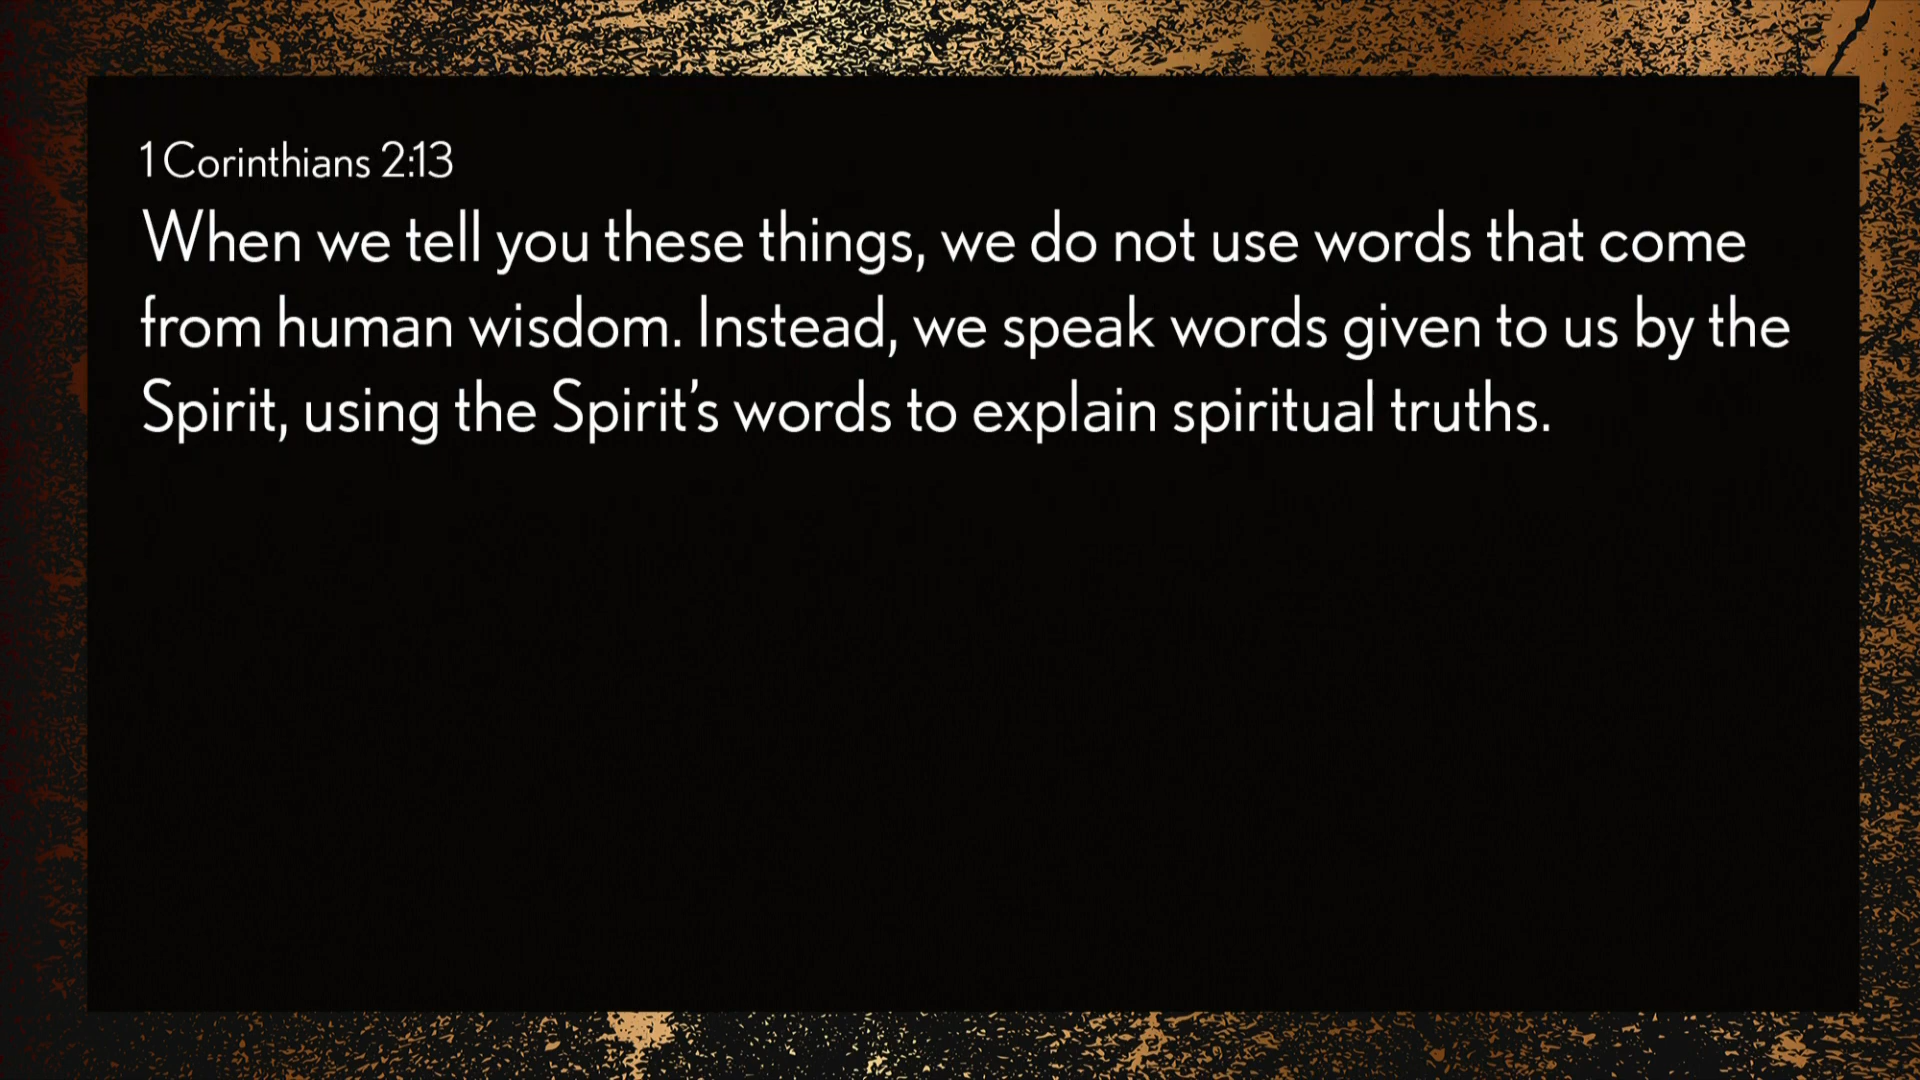 1 Corinthians 2:13
When we tell you these things, we do not use words that come
from human wisdom. Instead, we speak words given to us by the
Spirit, using the Spirit’s words to explain spiritual truths.